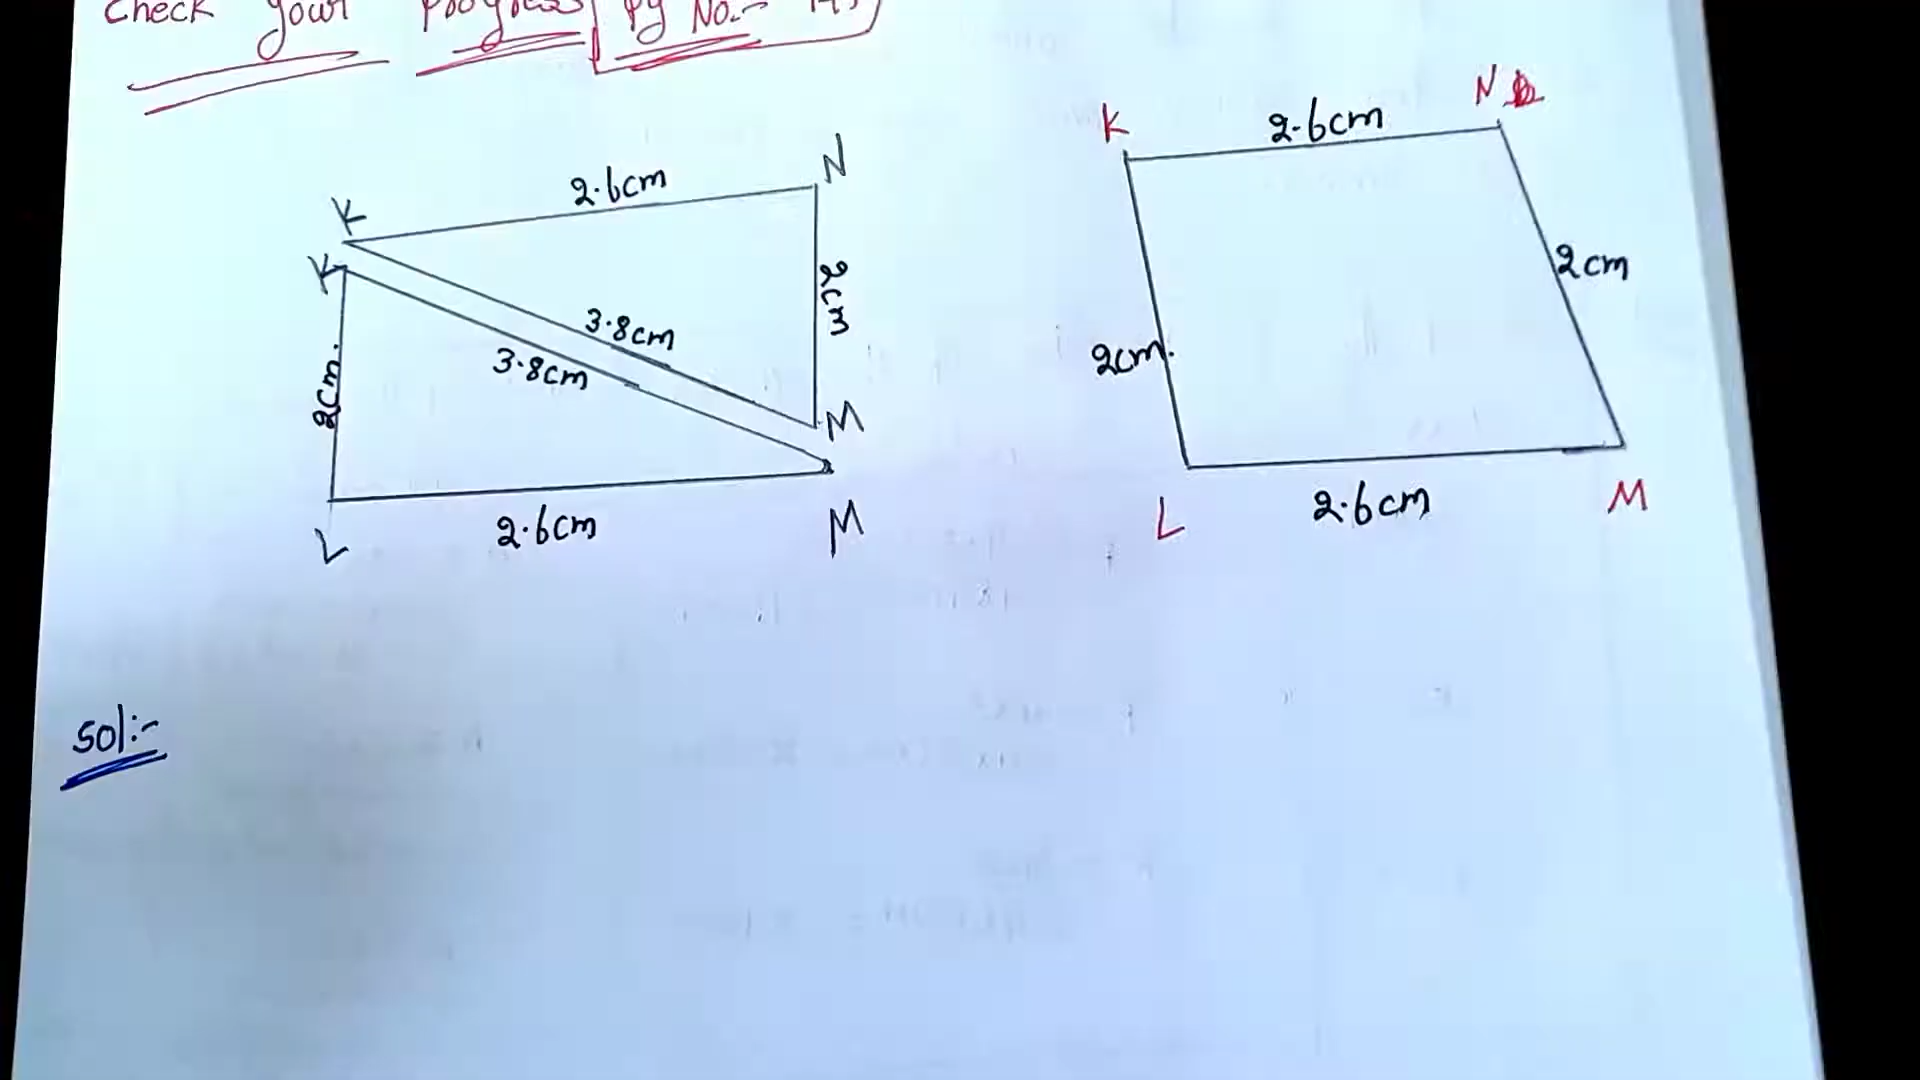 Check Your Progress Pg No.:-
K 2.6cm N
K 3.8cm 2cm
2cm. 3.8cm M
L 2.6cm M
K 2.6cm N
2cm
2cm.
L 2.6cm M
Sol:-